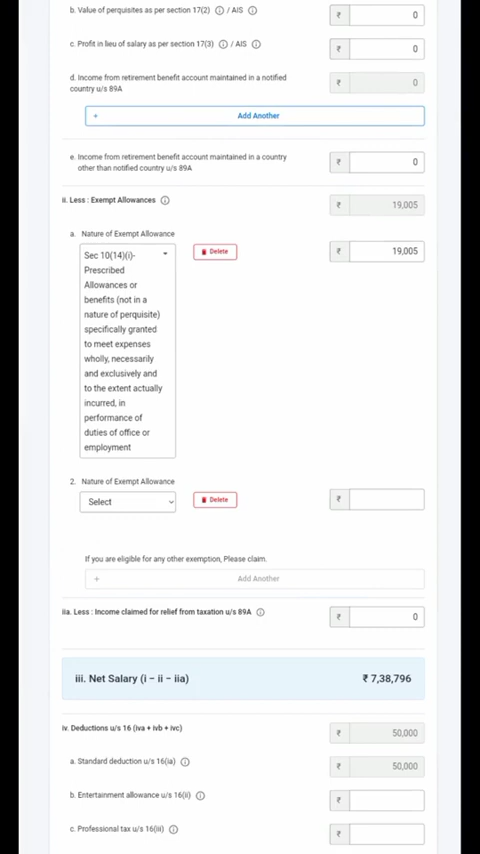 b. Value of perquisites as per section 17(2) / AIS
₹ 0
c. Profit in lieu of salary as per section 17(3) / AIS
₹ 0
d. Income from retirement benefit account maintained in a notified
country u/s 89A
₹ 0
+ Add Another
e. Income from retirement benefit account maintained in a country
other than notified country u/s 89A
₹ 0
ii. Less : Exempt Allowances
₹ 19,005
a. Nature of Exempt Allowance
Sec 10(14)(i)-
Prescribed
Allowances or
benefits (not in a
nature of perquisite)
specifically granted
to meet expenses
wholly, necessarily
and exclusively and
to the extent actually
incurred, in
performance of
duties of office or
employment
Delete
₹ 19,005
2. Nature of Exempt Allowance
Select
Delete
₹
If you are eligible for any other exemption, Please claim.
+ Add Another
iia. Less : Income claimed for relief from taxation u/s 89A
₹ 0
iii. Net Salary (i − ii − iia)
₹ 7,38,796
iv. Deductions u/s 16 (iva + ivb + ivc)
₹ 50,000
a. Standard deduction u/s 16(ia)
₹ 50,000
b. Entertainment allowance u/s 16(ii)
₹
c. Professional tax u/s 16(iii)
₹